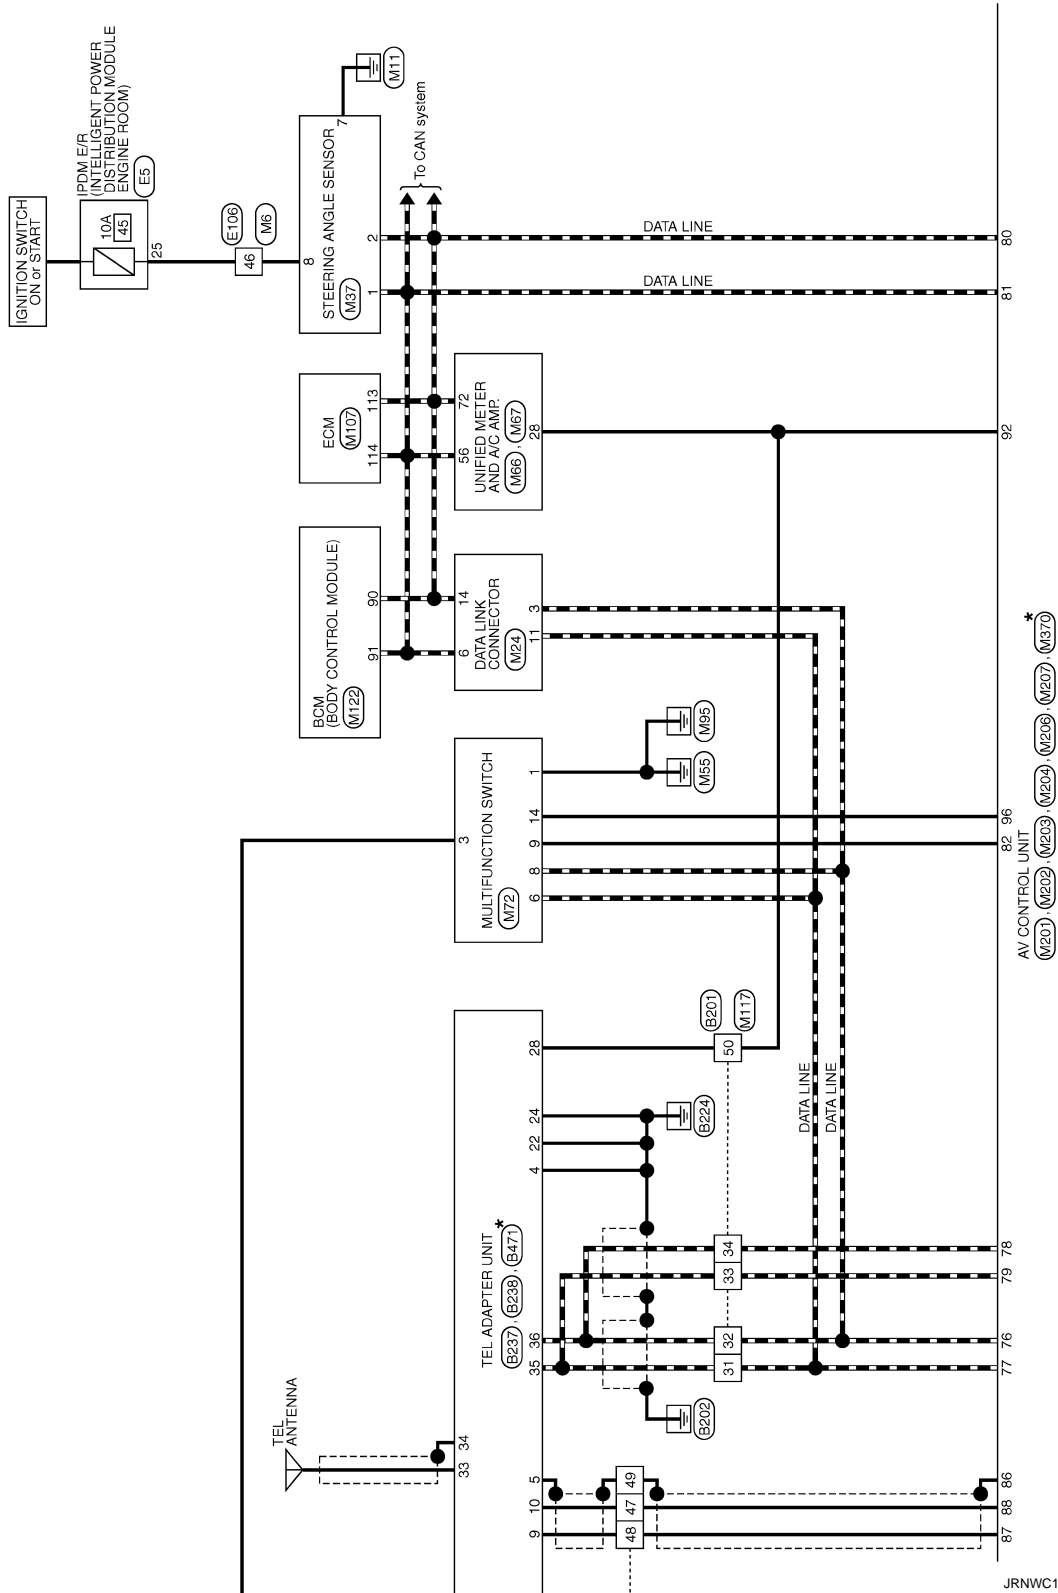 IGNITION SWITCH
ON or START
IPDM E/R
(INTELLIGENT POWER
DISTRIBUTION MODULE
ENGINE ROOM)
E5
10A
45
25
E106
M6
46
8
STEERING ANGLE SENSOR
M37
7
M11
1
2
To CAN system
DATA LINE
80
DATA LINE
81
ECM
M107
114
113
56
72
UNIFIED METER
AND A/C AMP.
M66 , M67
28
92
BCM
(BODY CONTROL MODULE)
M122
91
90
6
14
DATA LINK
CONNECTOR
M24
11
3
3
MULTIFUNCTION SWITCH
M72
6
8
9
14
1
M55
M95
82
96
AV CONTROL UNIT
M201 , M202 , M203 , M204 , M206 , M207 , M370 *
TEL
ANTENNA
33
34
TEL ADAPTER UNIT
B237 , B238 , B471 *
9
10
5
35
36
4
22
24
28
B202
B224
B201
M117
48
47
49
31
32
33
34
50
DATA LINE
DATA LINE
87
88
86
77
76
79
78
JRNWC1